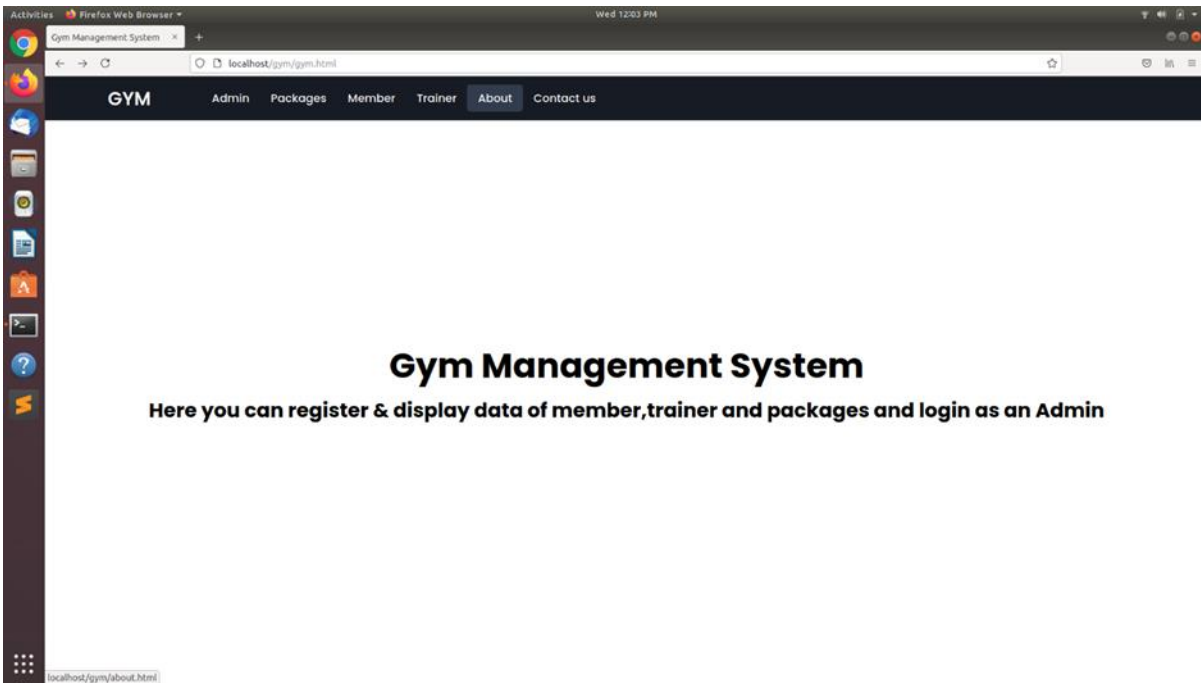 Activities Firefox Web Browser Wed 12:03 PM
Gym Management System
localhost/gym/gym.html
GYM Admin Packages Member Trainer About Contact us
Gym Management System
Here you can register & display data of member,trainer and packages and login as an Admin
localhost/gym/about.html